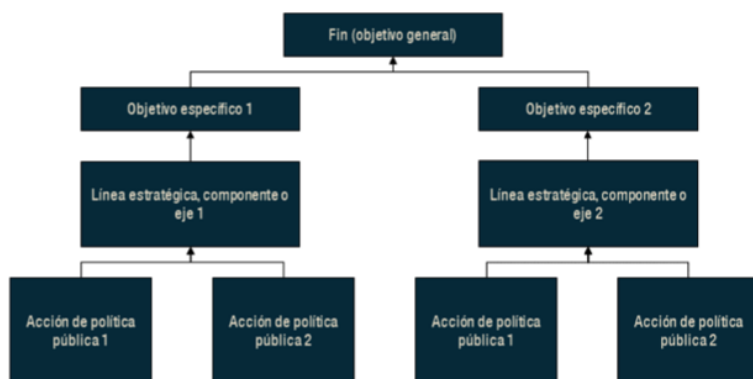 Fin (objetivo general)
Objetivo específico 1
Objetivo específico 2
Línea estratégica, componente o
eje 1
Línea estratégica, componente o
eje 2
Acción de política
pública 1
Acción de política
pública 2
Acción de política
pública 1
Acción de política
pública 2